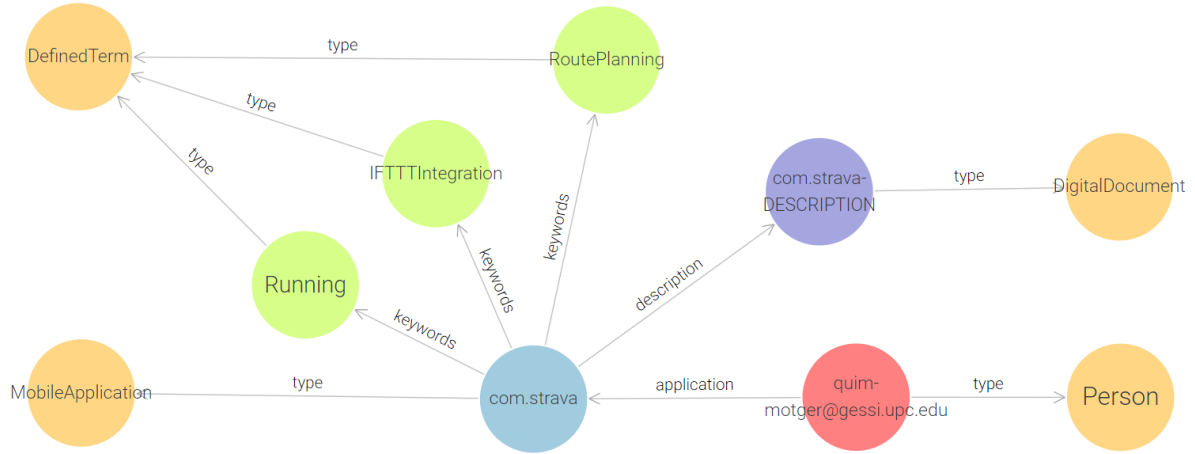 type
DefinedTerm
RoutePlanning
type
type
IFTTTIntegration
com.strava-
DESCRIPTION
type
DigitalDocument
keywords
keywords
description
Running
keywords
MobileApplication
type
com.strava
application
quim-
motger@gessi.upc.edu
type
Person